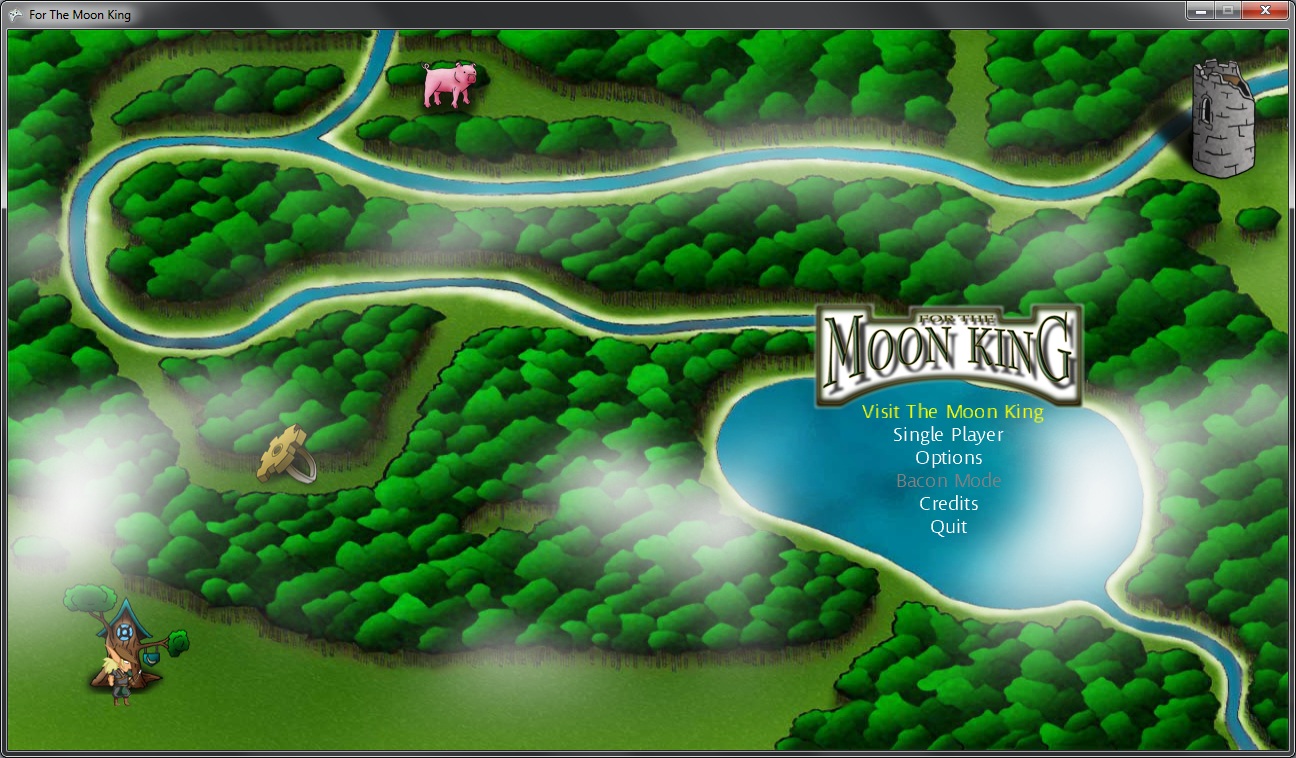 For The Moon King
FOR THE
MOON KING
Visit The Moon King
Single Player
Options
Bacon Mode
Credits
Quit